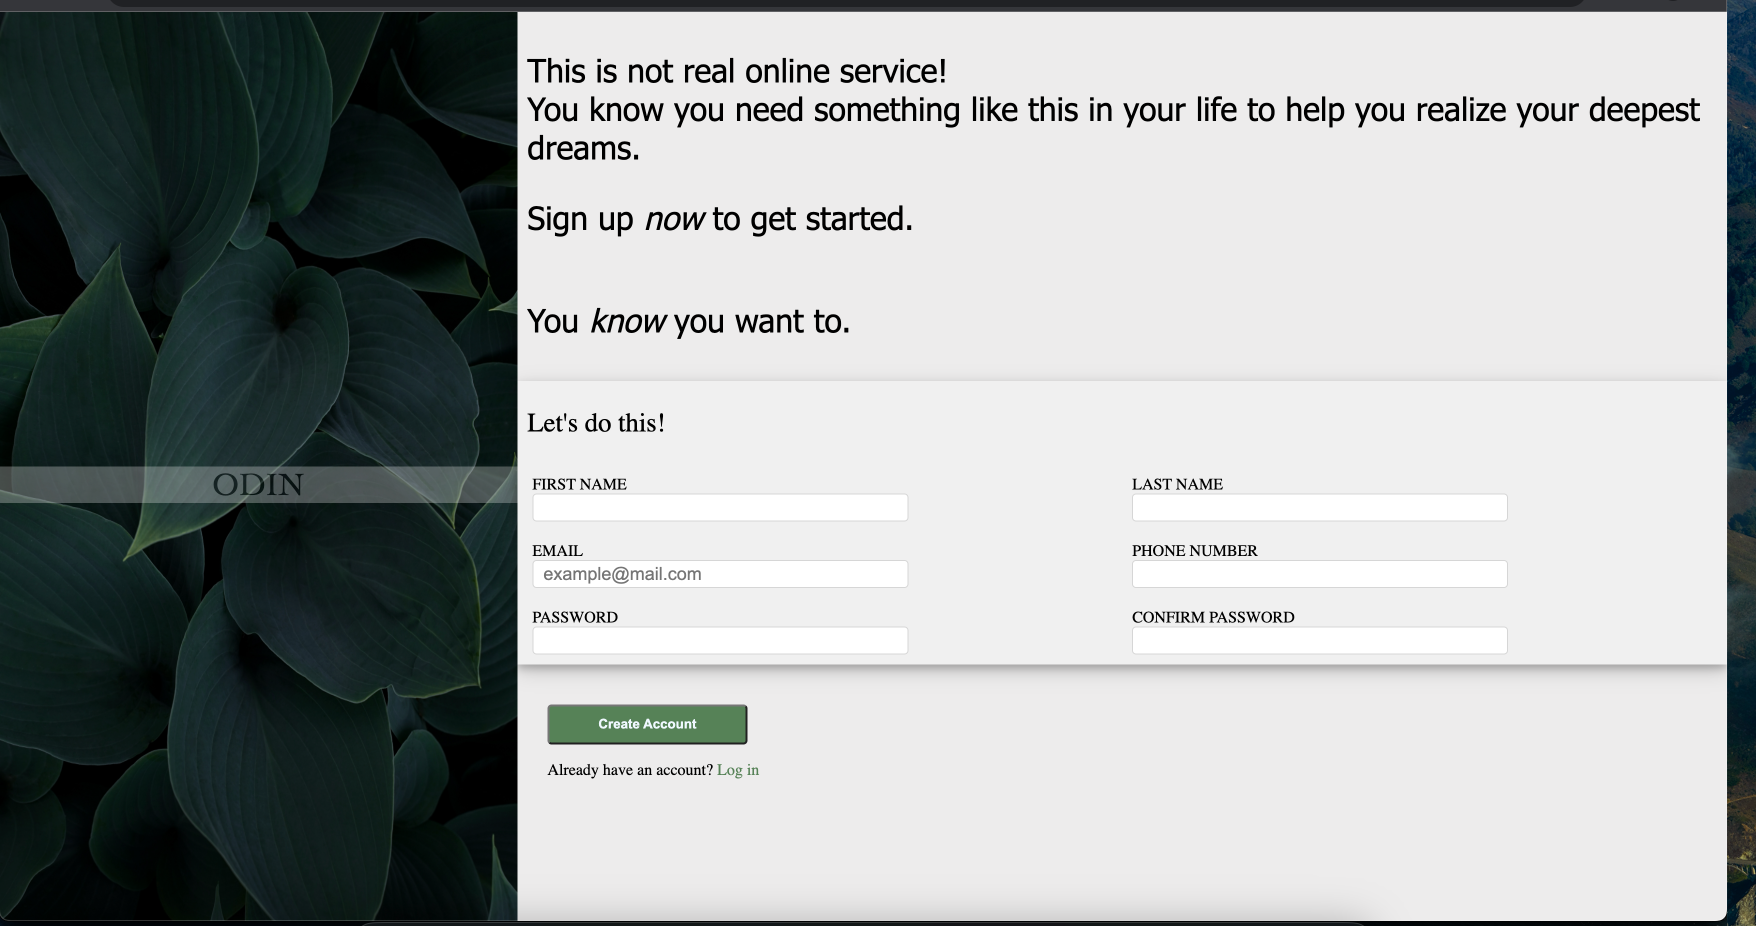 This is not real online service!
You know you need something like this in your life to help you realize your deepest
dreams.
Sign up now to get started.
You know you want to.
ODIN
Let's do this!
FIRST NAME
LAST NAME
EMAIL
example@mail.com
PHONE NUMBER
PASSWORD
CONFIRM PASSWORD
Create Account
Already have an account? Log in